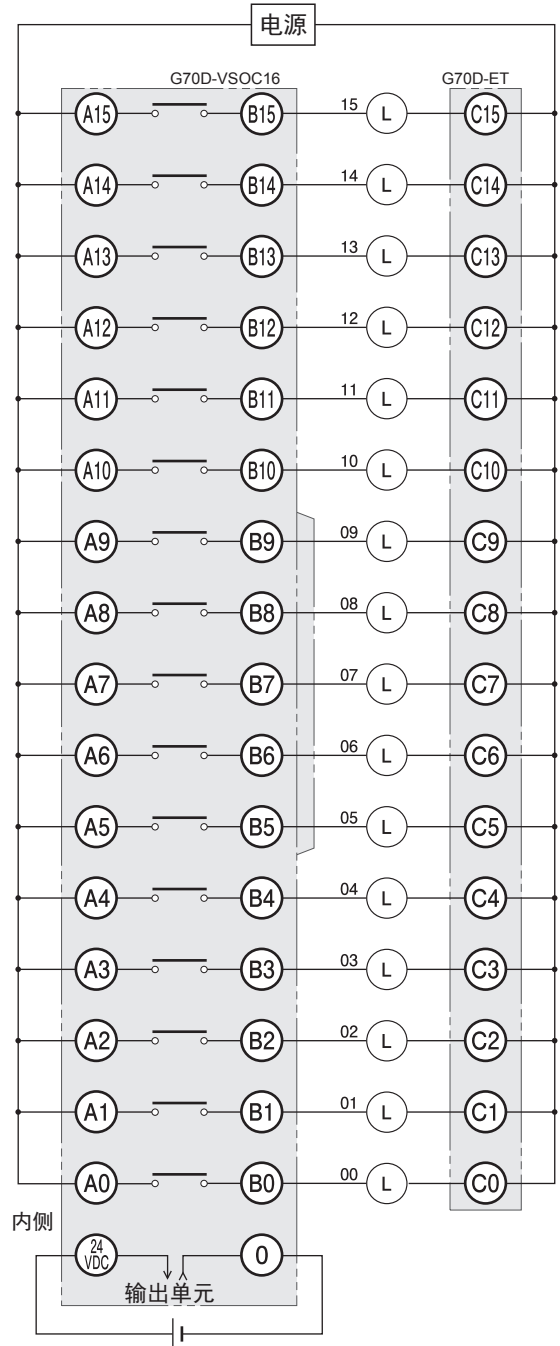 电源
G70D-VSOC16 G70D-ET
A15 B15 15 L C15
A14 B14 14 L C14
A13 B13 13 L C13
A12 B12 12 L C12
A11 B11 11 L C11
A10 B10 10 L C10
A9 B9 09 L C9
A8 B8 08 L C8
A7 B7 07 L C7
A6 B6 06 L C6
A5 B5 05 L C5
A4 B4 04 L C4
A3 B3 03 L C3
A2 B2 02 L C2
A1 B1 01 L C1
A0 B0 00 L C0
内侧
24
VDC 0
输出单元